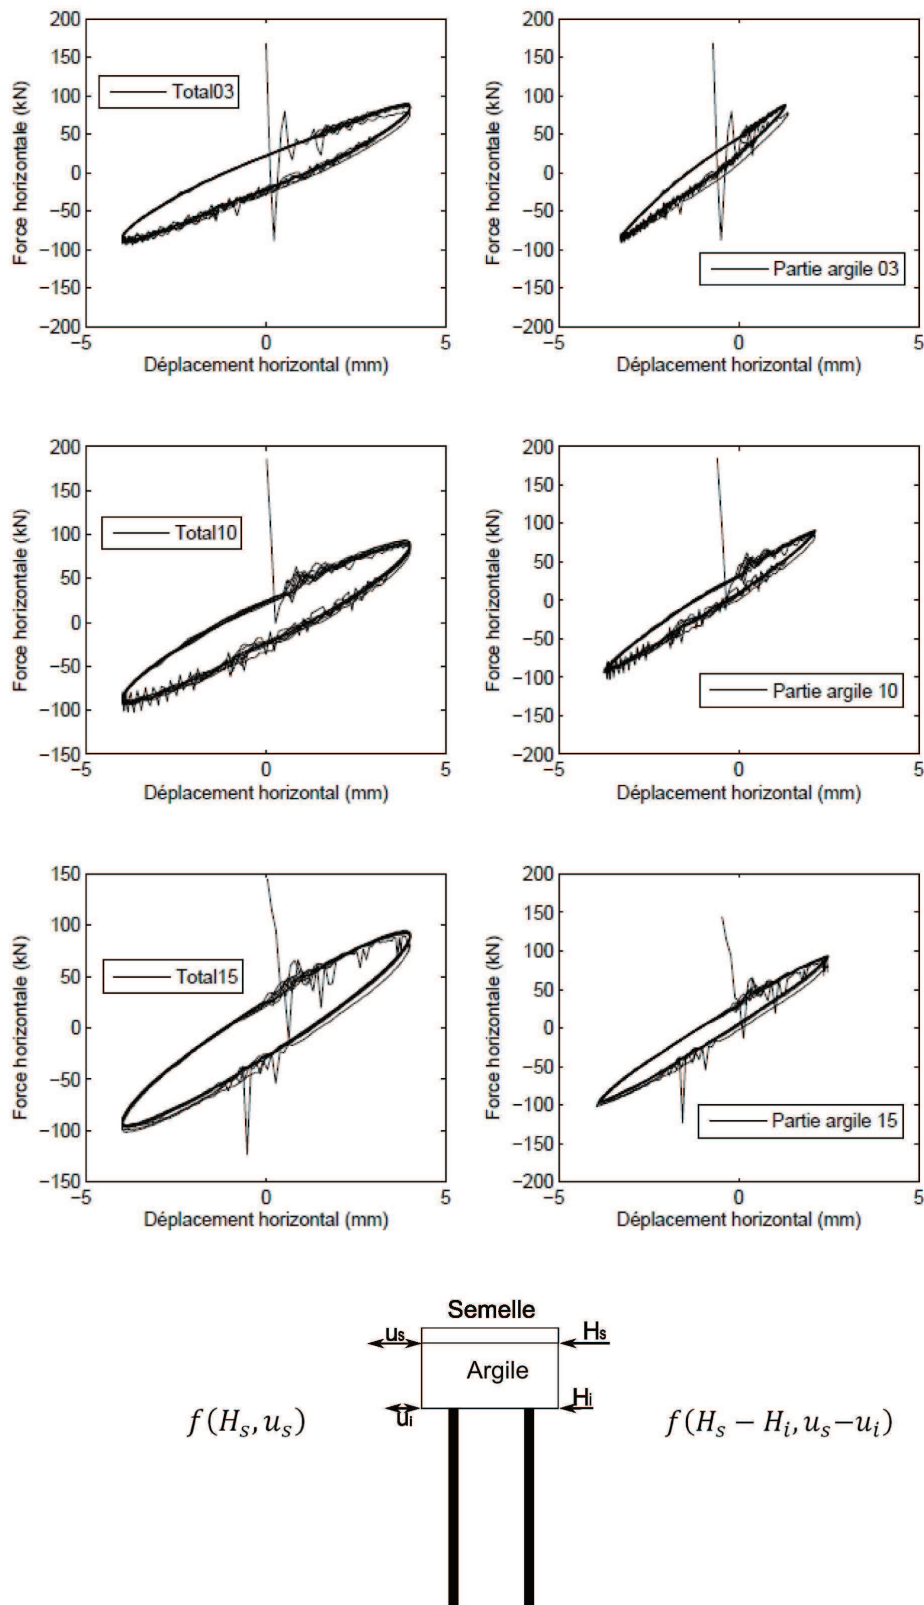 200
150
100
50
0
−50
−100
−150
−200
−5
0
5
Force horizontale (kN)
Déplacement horizontal (mm)
Total03
200
150
100
50
0
−50
−100
−150
−200
−5
0
5
Force horizontale (kN)
Déplacement horizontal (mm)
Partie argile 03
200
150
100
50
0
−50
−100
−150
−5
0
5
Force horizontale (kN)
Déplacement horizontal (mm)
Total10
200
150
100
50
0
−50
−100
−150
−200
−5
0
5
Force horizontale (kN)
Déplacement horizontal (mm)
Partie argile 10
150
100
50
0
−50
−100
−150
−5
0
5
Force horizontale (kN)
Déplacement horizontal (mm)
Total15
200
150
100
50
0
−50
−100
−150
−200
−5
0
5
Force horizontale (kN)
Déplacement horizontal (mm)
Partie argile 15
Semelle
us
Hs
Argile
ui
Hi
f(Hs, us)
f(Hs − Hi, us−ui)